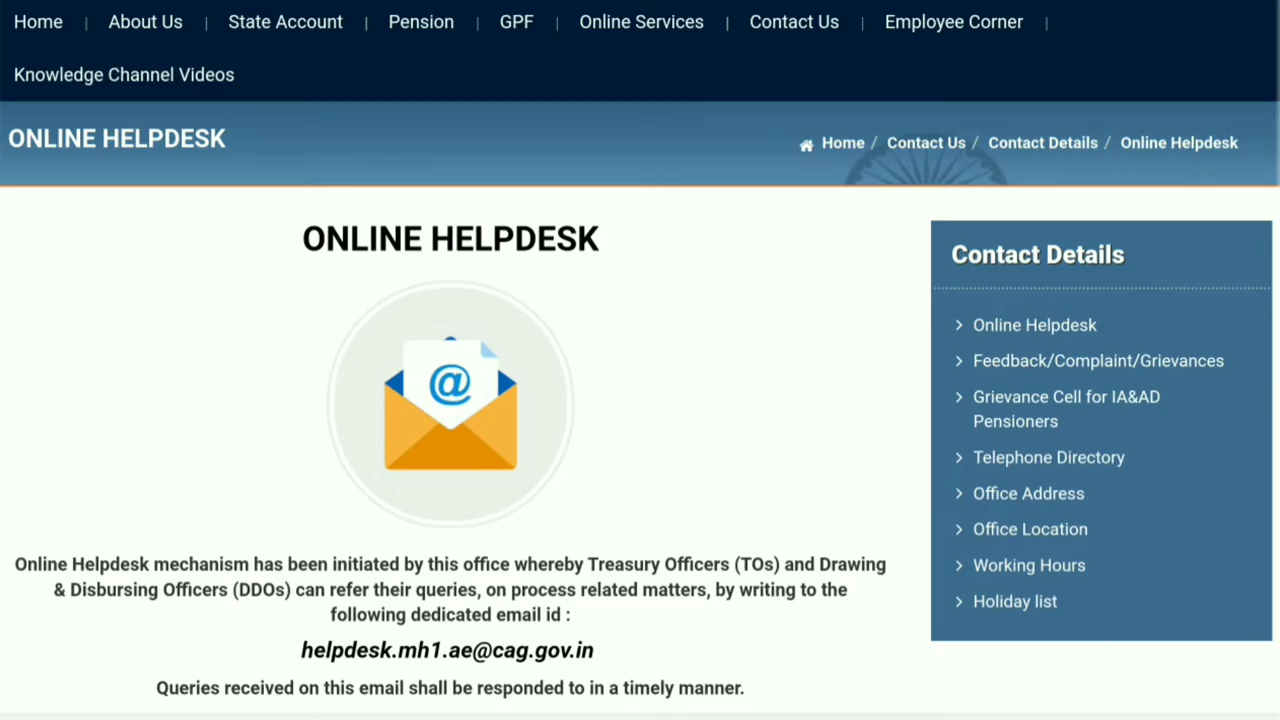 Home | About Us | State Account | Pension | GPF | Online Services | Contact Us | Employee Corner |
Knowledge Channel Videos
ONLINE HELPDESK
Home / Contact Us / Contact Details / Online Helpdesk
ONLINE HELPDESK
@
Online Helpdesk mechanism has been initiated by this office whereby Treasury Officers (TOs) and Drawing
& Disbursing Officers (DDOs) can refer their queries, on process related matters, by writing to the
following dedicated email id :
helpdesk.mh1.ae@cag.gov.in
Queries received on this email shall be responded to in a timely manner.
Contact Details
Online Helpdesk
Feedback/Complaint/Grievances
Grievance Cell for IA&AD
Pensioners
Telephone Directory
Office Address
Office Location
Working Hours
Holiday list